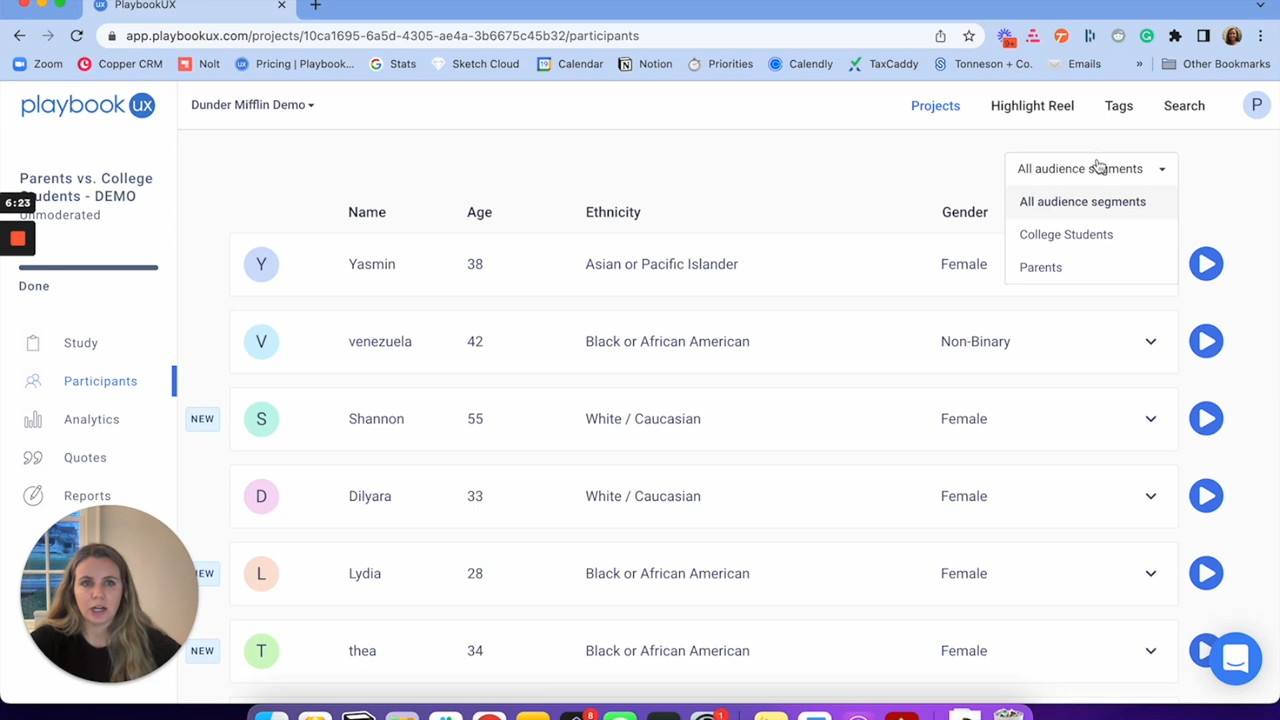 PlaybookUX
app.playbookux.com/projects/10ca1695-6a5d-4305-ae4a-3b6675c45b32/participants
9+
Zoom
Copper CRM
Nolt
Pricing | Playbook...
Stats
Sketch Cloud
Calendar
Notion
Priorities
Calendly
TaxCaddy
Tonneson + Co.
Emails
»
Other Bookmarks
playbook ux
Dunder Mifflin Demo
Projects
Highlight Reel
Tags
Search
P
Parents vs. College
Students - DEMO
Unmoderated
6:23
Done
Study
Participants
Analytics
Quotes
Reports
All audience segments
All audience segments
College Students
Parents
Name Age Ethnicity Gender
Y Yasmin 38 Asian or Pacific Islander Female
V venezuela 42 Black or African American Non-Binary
NEW S Shannon 55 White / Caucasian Female
D Dilyara 33 White / Caucasian Female
NEW L Lydia 28 Black or African American Female
NEW T thea 34 Black or African American Female
8
1